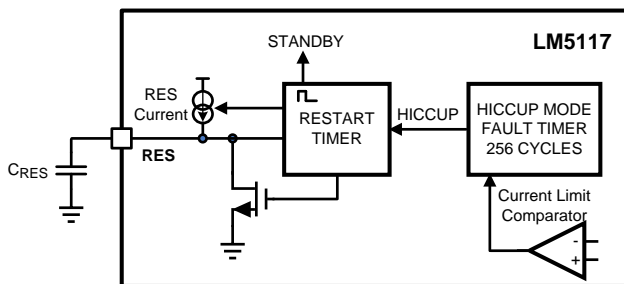 LM5117
STANDBY
RES
Current
RESTART
TIMER
HICCUP
HICCUP MODE
FAULT TIMER
256 CYCLES
RES
CRES
Current Limit
Comparator
-
+